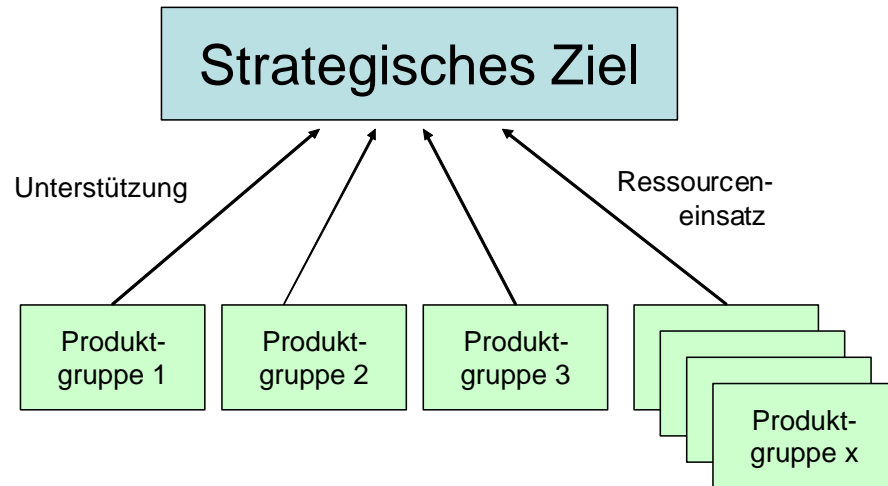 Strategisches Ziel
Unterstützung
Ressourcen-
einsatz
Produkt-
gruppe 1
Produkt-
gruppe 2
Produkt-
gruppe 3
Produkt-
gruppe x